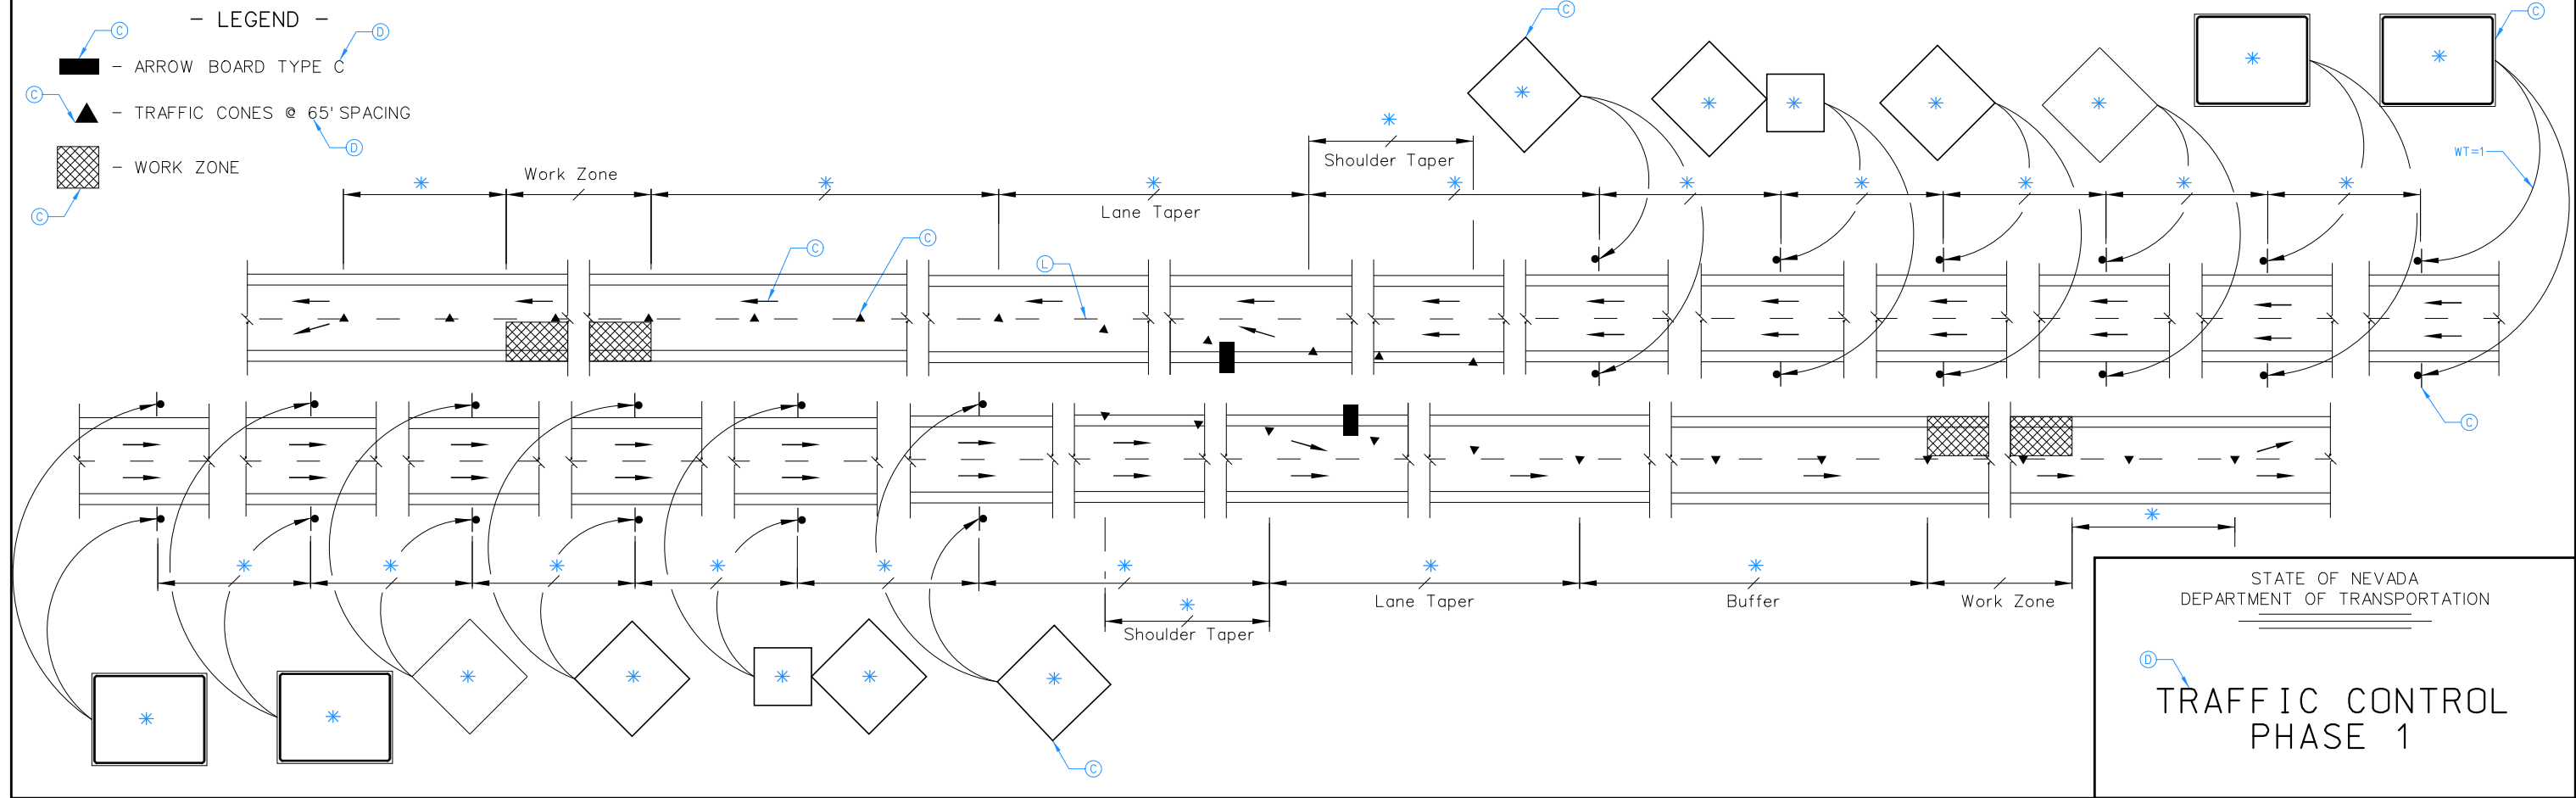 - LEGEND -
C
D
- ARROW BOARD TYPE C
C
- TRAFFIC CONES @ 65' SPACING
D
- WORK ZONE
C
*
Work Zone
*
*
Lane Taper
*
Shoulder Taper
*
*
*
*
*
*
C
*
*
*
*
*
*
*
C
WT=1
C
C
L
C
*
*
*
*
*
*
*
Shoulder Taper
*
Lane Taper
*
Buffer
Work Zone
*
*
*
*
*
*
*
*
C
STATE OF NEVADA
DEPARTMENT OF TRANSPORTATION
D
TRAFFIC CONTROL
PHASE 1